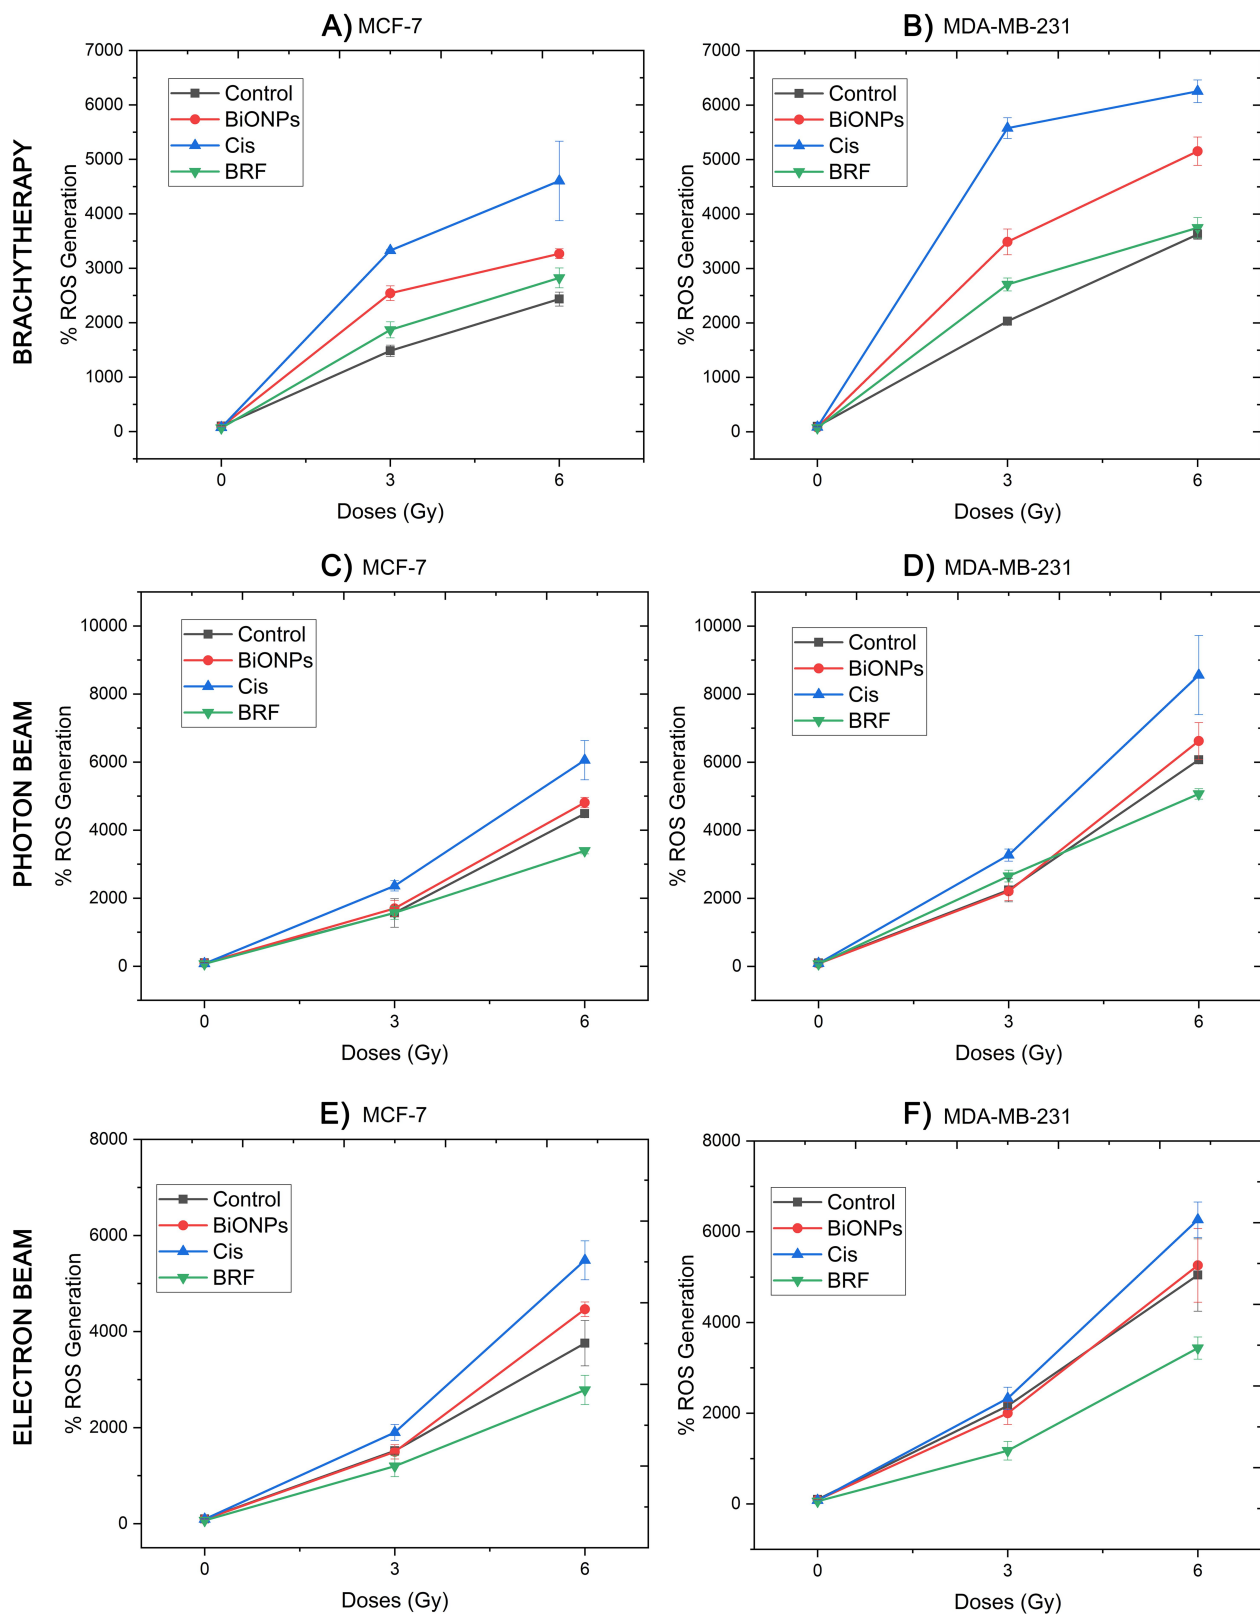 A) MCF-7
7000
6000
5000
4000
3000
2000
1000
0
% ROS Generation
Control
BiONPs
Cis
BRF
0 3 6
Doses (Gy)
BRACHYTHERAPY
B) MDA-MB-231
7000
6000
5000
4000
3000
2000
1000
0
% ROS Generation
Control
BiONPs
Cis
BRF
0 3 6
Doses (Gy)
C) MCF-7
10000
8000
6000
4000
2000
0
% ROS Generation
Control
BiONPs
Cis
BRF
0 3 6
Doses (Gy)
PHOTON BEAM
D) MDA-MB-231
10000
8000
6000
4000
2000
0
% ROS Generation
Control
BiONPs
Cis
BRF
0 3 6
Doses (Gy)
E) MCF-7
8000
6000
4000
2000
0
% ROS Generation
Control
BiONPs
Cis
BRF
0 3 6
Doses (Gy)
ELECTRON BEAM
F) MDA-MB-231
8000
6000
4000
2000
0
% ROS Generation
Control
BiONPs
Cis
BRF
0 3 6
Doses (Gy)